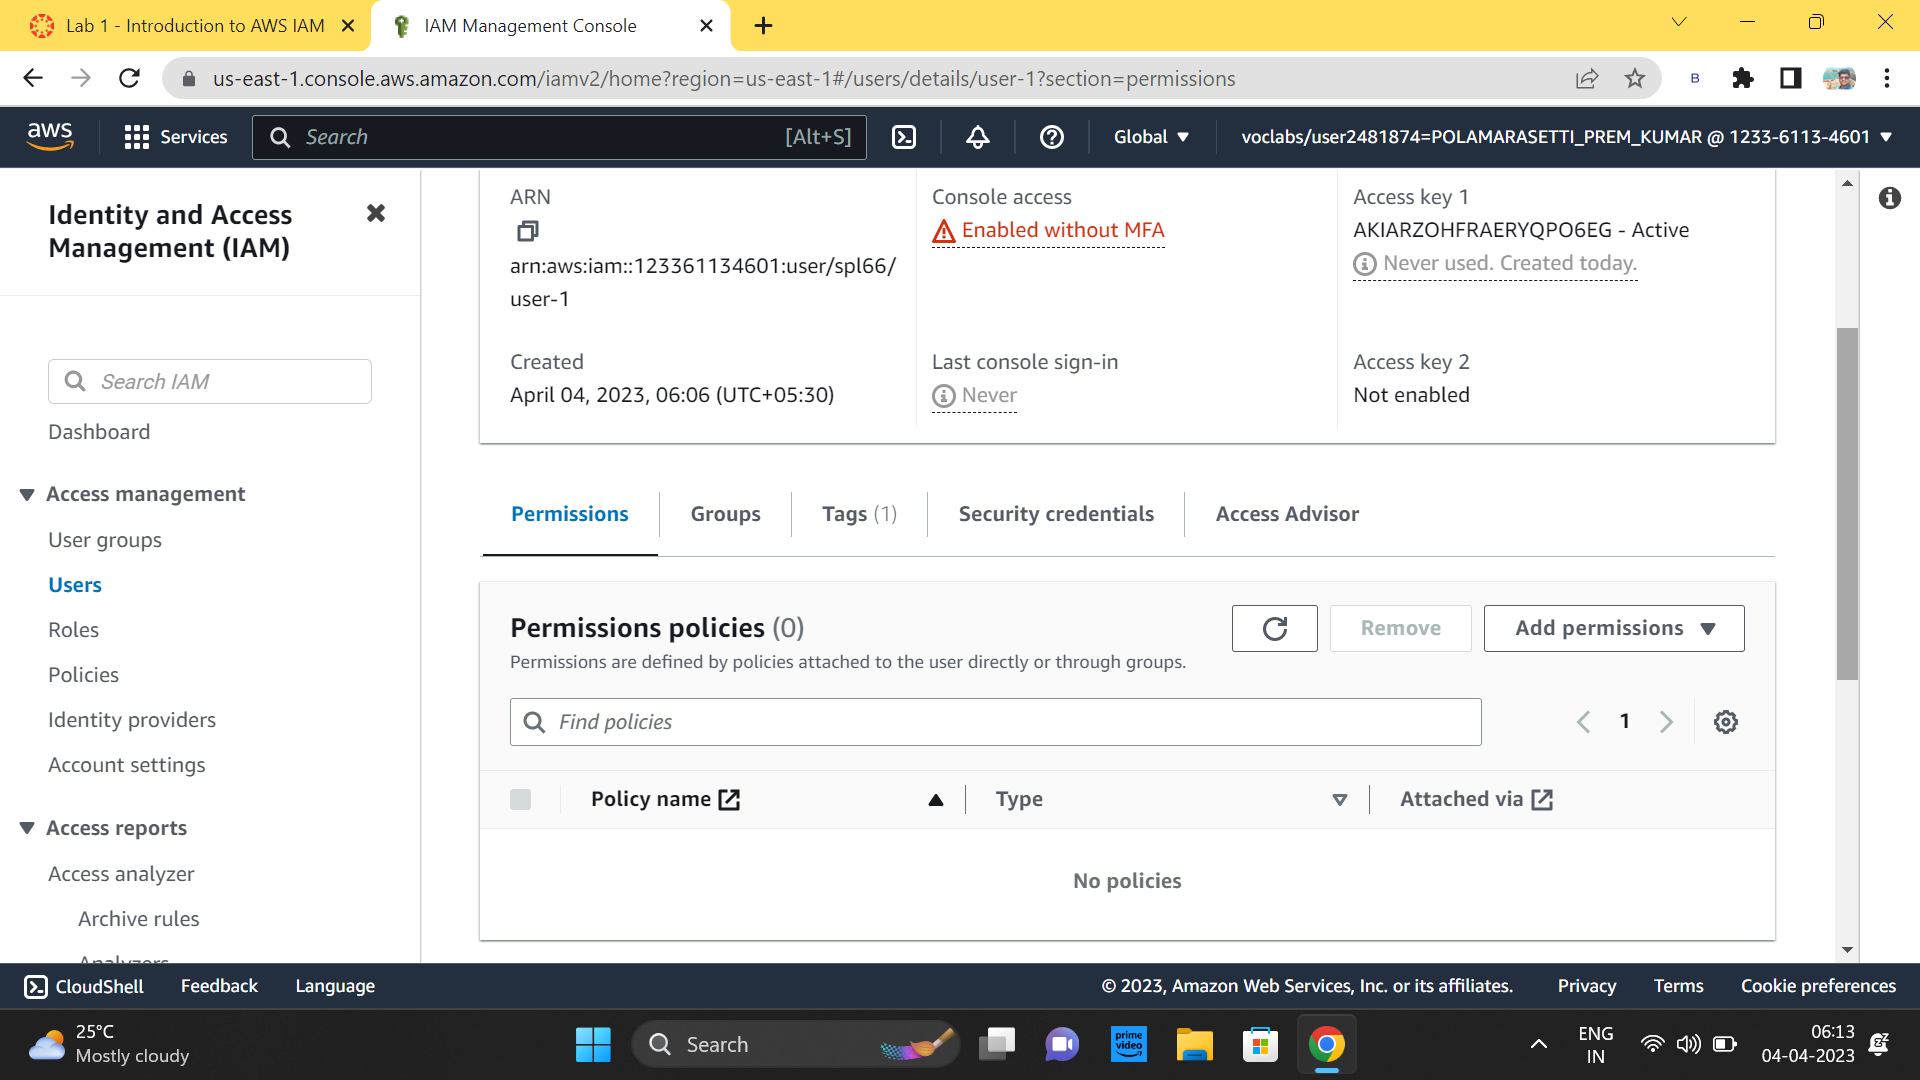 Lab 1 - Introduction to AWS IAM
IAM Management Console
us-east-1.console.aws.amazon.com/iamv2/home?region=us-east-1#/users/details/user-1?section=permissions
B
aws
Services
Search
[Alt+S]
Global
voclabs/user2481874=POLAMARASETTI_PREM_KUMAR @ 1233-6113-4601
Identity and Access
Management (IAM)
Search IAM
Dashboard
Access management
User groups
Users
Roles
Policies
Identity providers
Account settings
Access reports
Access analyzer
Archive rules
Analyzers
ARN
arn:aws:iam::123361134601:user/spl66/
user-1
Console access
Enabled without MFA
Access key 1
AKIARZOHFRAERYQPO6EG - Active
Never used. Created today.
Created
April 04, 2023, 06:06 (UTC+05:30)
Last console sign-in
Never
Access key 2
Not enabled
Permissions
Groups
Tags (1)
Security credentials
Access Advisor
Permissions policies (0)
Permissions are defined by policies attached to the user directly or through groups.
Remove
Add permissions
Find policies
1
Policy name
Type
Attached via
No policies
CloudShell
Feedback
Language
© 2023, Amazon Web Services, Inc. or its affiliates.
Privacy
Terms
Cookie preferences
25°C
Mostly cloudy
Search
prime
video
ENG
IN
06:13
04-04-2023